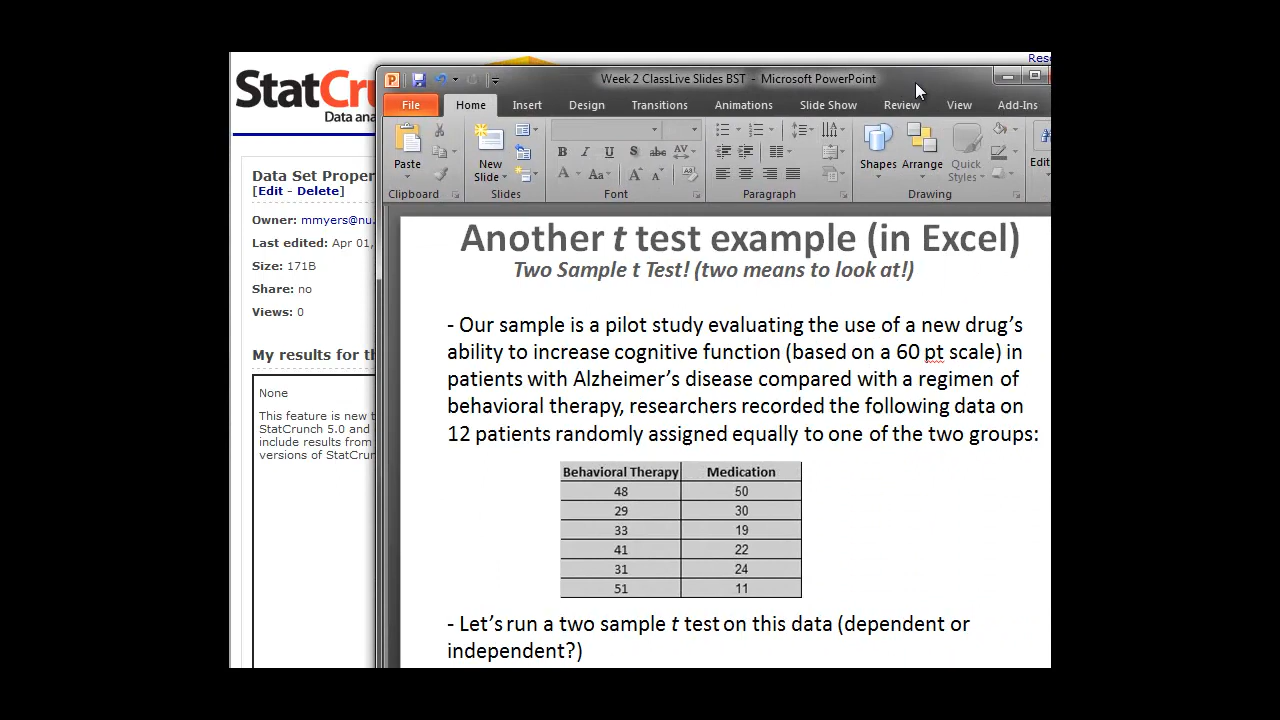 StatCru
Data ana
Rese
Data Set Proper
[Edit - Delete]
Owner: mmyers@nu.
Last edited: Apr 01,
Size: 171B
Share: no
Views: 0
My results for th
None
This feature is new t
StatCrunch 5.0 and
include results from
versions of StatCrun
Week 2 ClassLive Slides BST - Microsoft PowerPoint
File Home Insert Design Transitions Animations Slide Show Review View Add-Ins
Paste
New Slide
Shapes
Arrange
Quick Styles
Edit
Clipboard Slides Font Paragraph Drawing
Another t test example (in Excel)
Two Sample t Test! (two means to look at!)
- Our sample is a pilot study evaluating the use of a new drug’s
ability to increase cognitive function (based on a 60 pt scale) in
patients with Alzheimer’s disease compared with a regimen of
behavioral therapy, researchers recorded the following data on
12 patients randomly assigned equally to one of the two groups:
Behavioral Therapy Medication
48 50
29 30
33 19
41 22
31 24
51 11
- Let’s run a two sample t test on this data (dependent or
independent?)